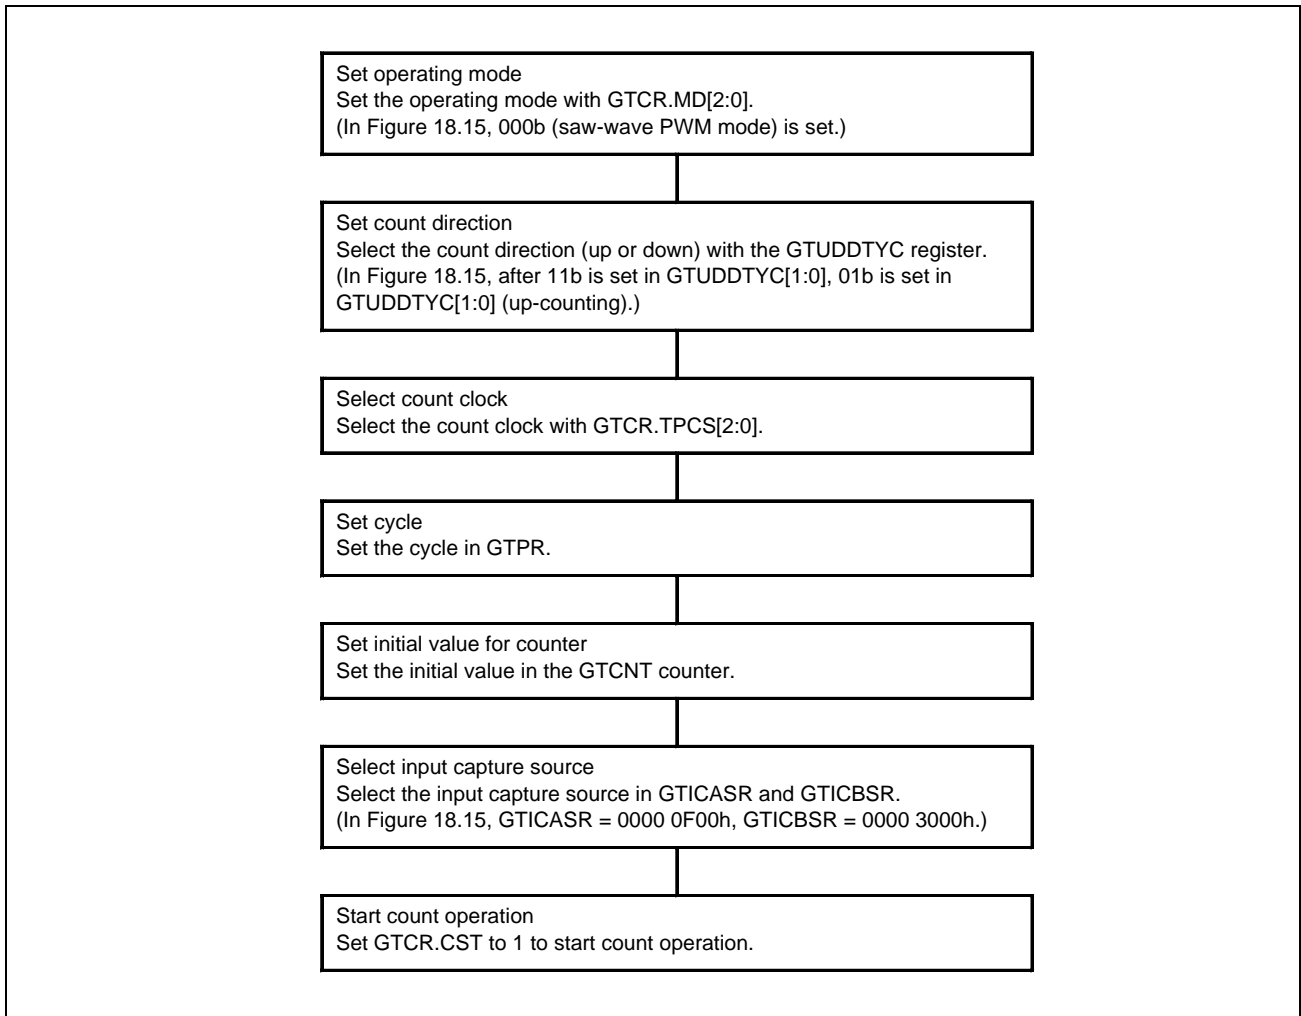 Set operating mode
Set the operating mode with GTCR.MD[2:0].
(In Figure 18.15, 000b (saw-wave PWM mode) is set.)
Set count direction
Select the count direction (up or down) with the GTUDDTYC register.
(In Figure 18.15, after 11b is set in GTUDDTYC[1:0], 01b is set in
GTUDDTYC[1:0] (up-counting).)
Select count clock
Select the count clock with GTCR.TPCS[2:0].
Set cycle
Set the cycle in GTPR.
Set initial value for counter
Set the initial value in the GTCNT counter.
Select input capture source
Select the input capture source in GTICASR and GTICBSR.
(In Figure 18.15, GTICASR = 0000 0F00h, GTICBSR = 0000 3000h.)
Start count operation
Set GTCR.CST to 1 to start count operation.